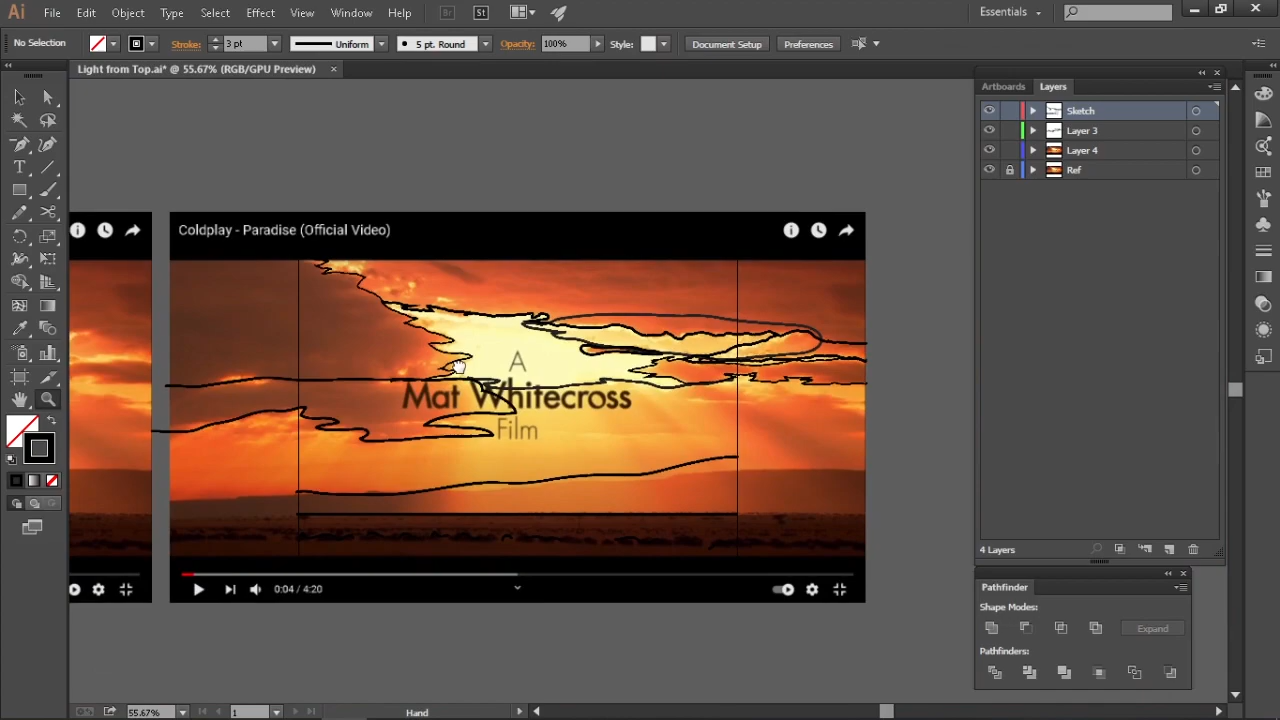 Ai File Edit Object Type Select Effect View Window Help Br St Essentials
No Selection Stroke: 3 pt Uniform 5 pt. Round Opacity: 100% Style: Document Setup Preferences
Light from Top.ai* @ 55.67% (RGB/GPU Preview) ×
Artboards Layers
Sketch
Layer 3
Layer 4
Ref
Coldplay - Paradise (Official Video)
A
Mat Whitecross
Film
0:04 / 4:20
4 Layers
Pathfinder
Shape Modes:
Expand
Pathfinders:
55.67% 1 Hand